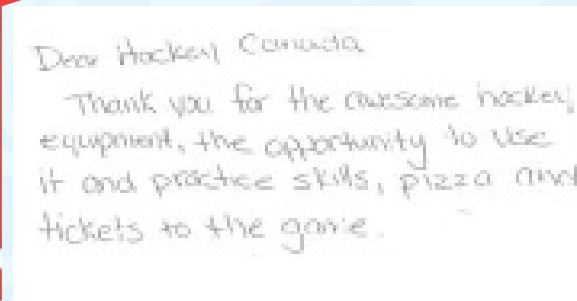 Dear Hockey Canada
Thank you for the awesome hockey
equipment, the opportunity to use
it and practice skills, pizza and
tickets to the game.